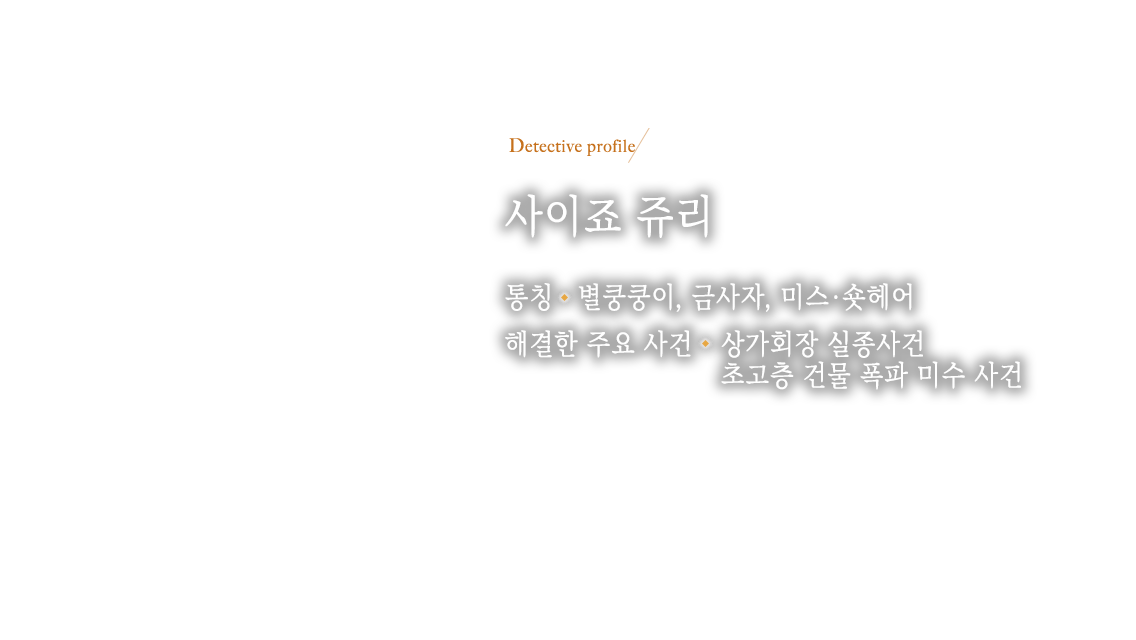 Detective profile
사이죠 쥬리
통칭 ◆ 별쿵쿵이, 금사자, 미스·숏헤어
해결한 주요 사건 ◆ 상가회장 실종사건
초고층 건물 폭파 미수 사건